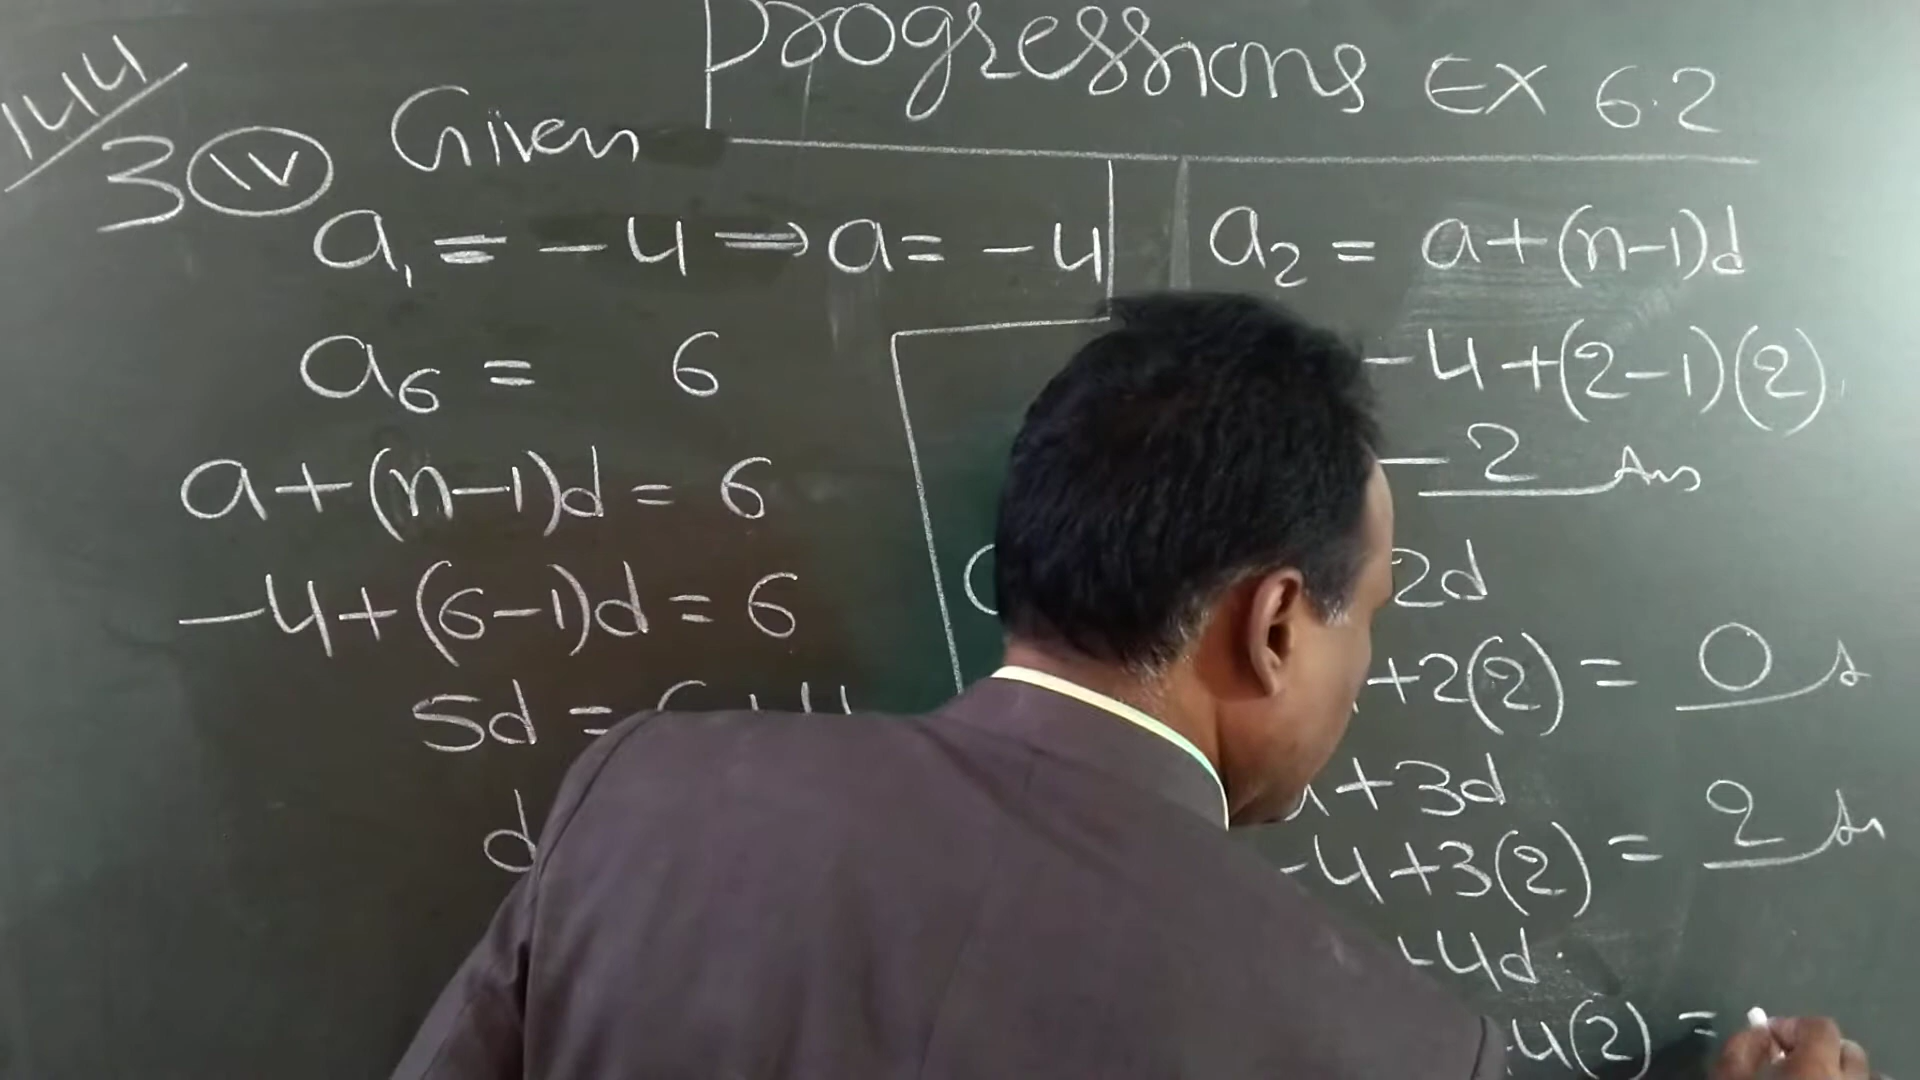 Progressions EX 6.2
144
3 (iv) Given
a₁ = -4 ⇒ a = -4
a₆ = 6
a+(n-1)d = 6
-4+(6-1)d = 6
5d =
d
a₂ = a+(n-1)d
-4+(2-1)(2)
-2 Ans
2d
+2(2) = 0
+3d
-4+3(2) = 2
4d
4(2) =